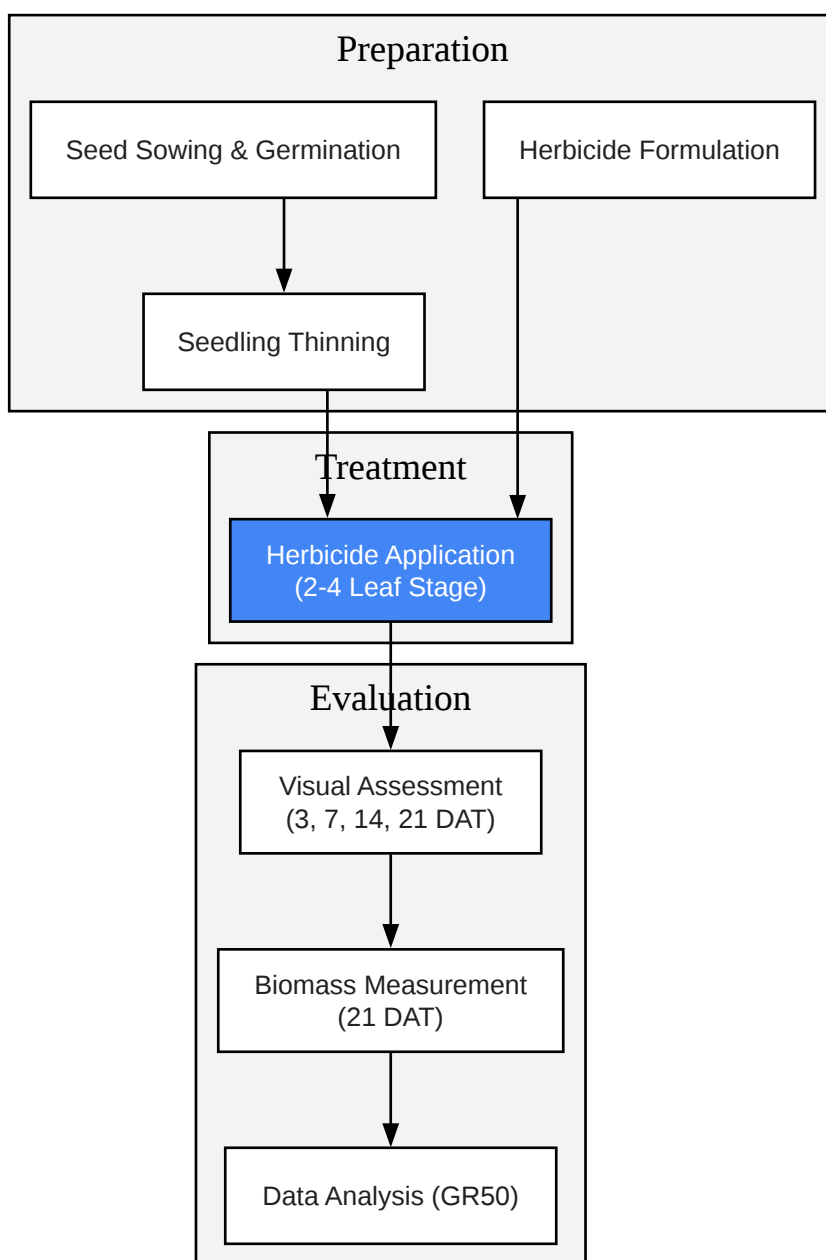 Preparation
Seed Sowing & Germination
Herbicide Formulation
Seedling Thinning
Treatment
Herbicide Application
(2-4 Leaf Stage)
Evaluation
Visual Assessment
(3, 7, 14, 21 DAT)
Biomass Measurement
(21 DAT)
Data Analysis (GR50)